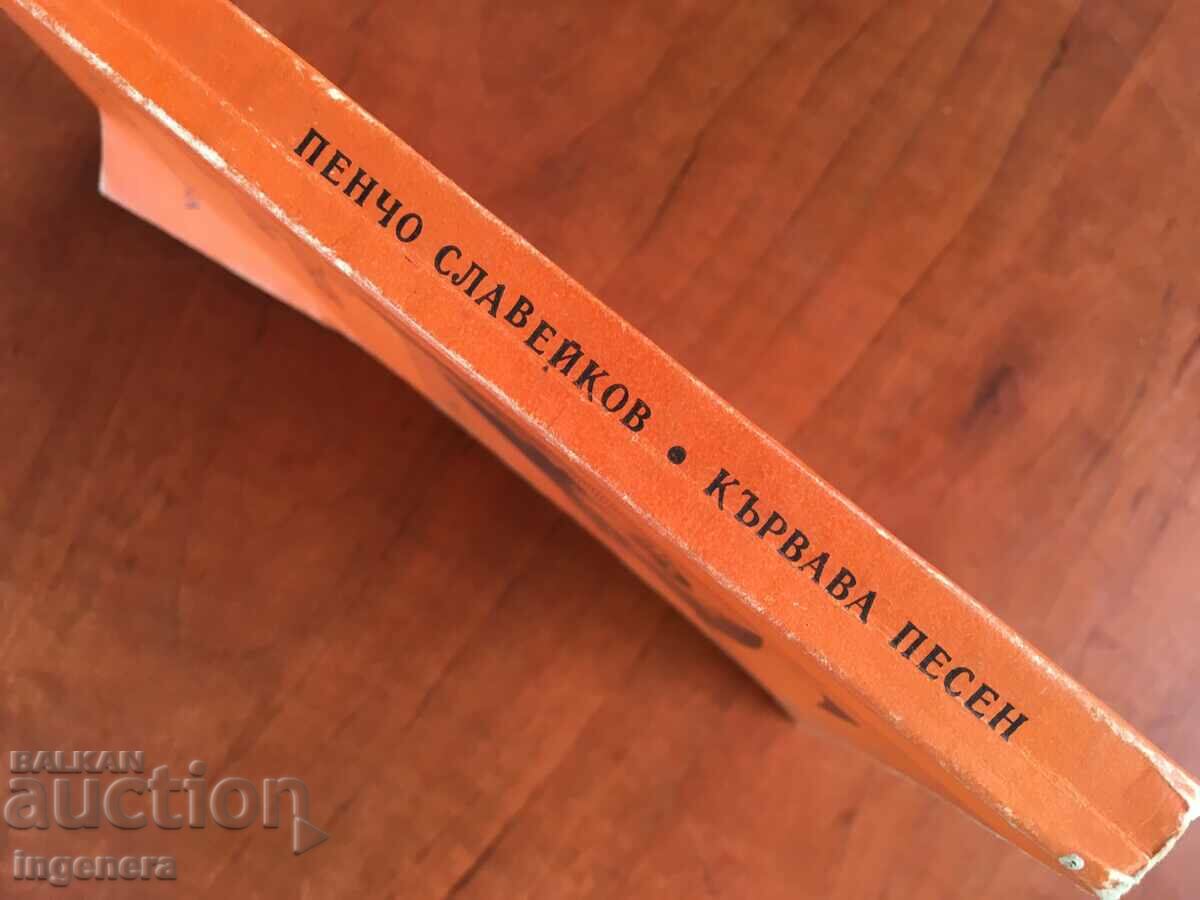 ПЕНЧО СЛАВЕЙКОВ • КЪРВАВА ПЕСЕН
BALKAN
auction
ingenera